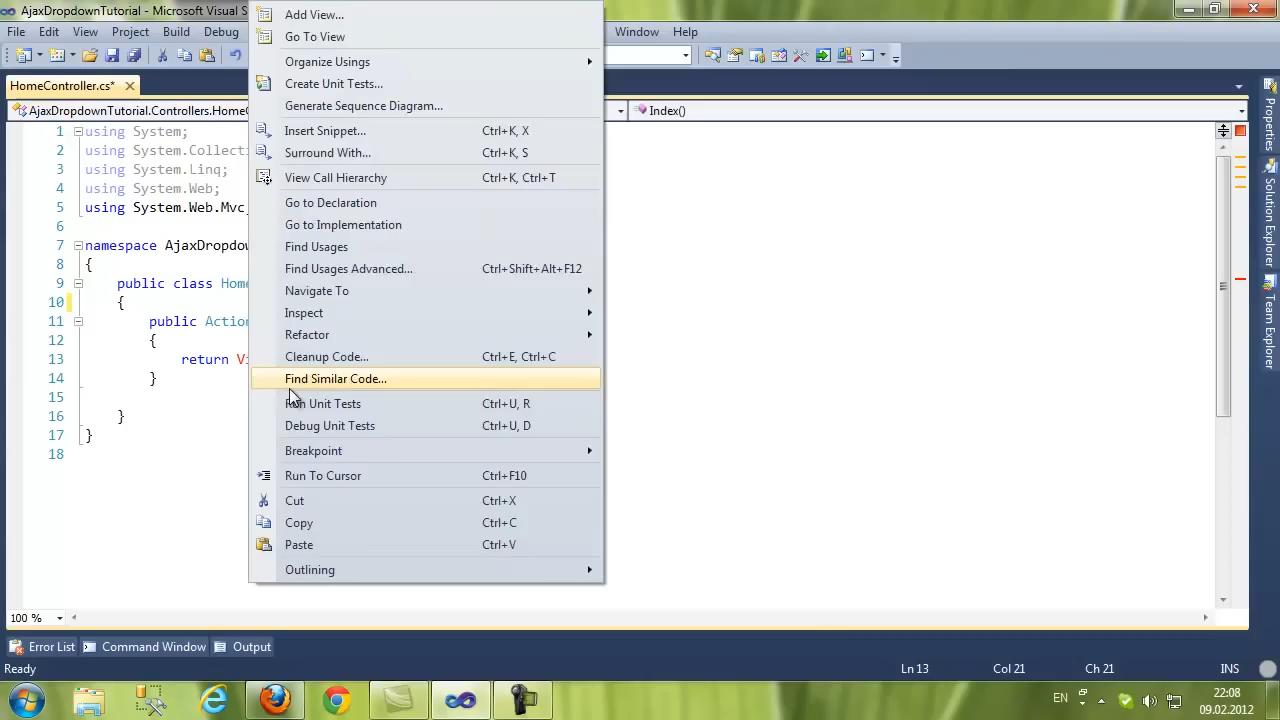 AjaxDropdownTutorial - Microsoft Visual S
File Edit View Project Build Debug Window Help
HomeController.cs*
AjaxDropdownTutorial.Controllers.HomeC Index()
1 using System;
2 using System.Collecti
3 using System.Linq;
4 using System.Web;
5 using System.Web.Mvc
6
7 namespace AjaxDropdow
8 {
9 public class Home
10 {
11 public Action
12 {
13 return Vi
14 }
15
16 }
17 }
18
Add View...
Go To View
Organize Usings
Create Unit Tests...
Generate Sequence Diagram...
Insert Snippet... Ctrl+K, X
Surround With... Ctrl+K, S
View Call Hierarchy Ctrl+K, Ctrl+T
Go to Declaration
Go to Implementation
Find Usages
Find Usages Advanced... Ctrl+Shift+Alt+F12
Navigate To
Inspect
Refactor
Cleanup Code... Ctrl+E, Ctrl+C
Find Similar Code...
Run Unit Tests Ctrl+U, R
Debug Unit Tests Ctrl+U, D
Breakpoint
Run To Cursor Ctrl+F10
Cut Ctrl+X
Copy Ctrl+C
Paste Ctrl+V
Outlining
Properties
Solution Explorer
Team Explorer
100 %
Error List Command Window Output
Ready Ln 13 Col 21 Ch 21 INS
EN 22:08
09.02.2012